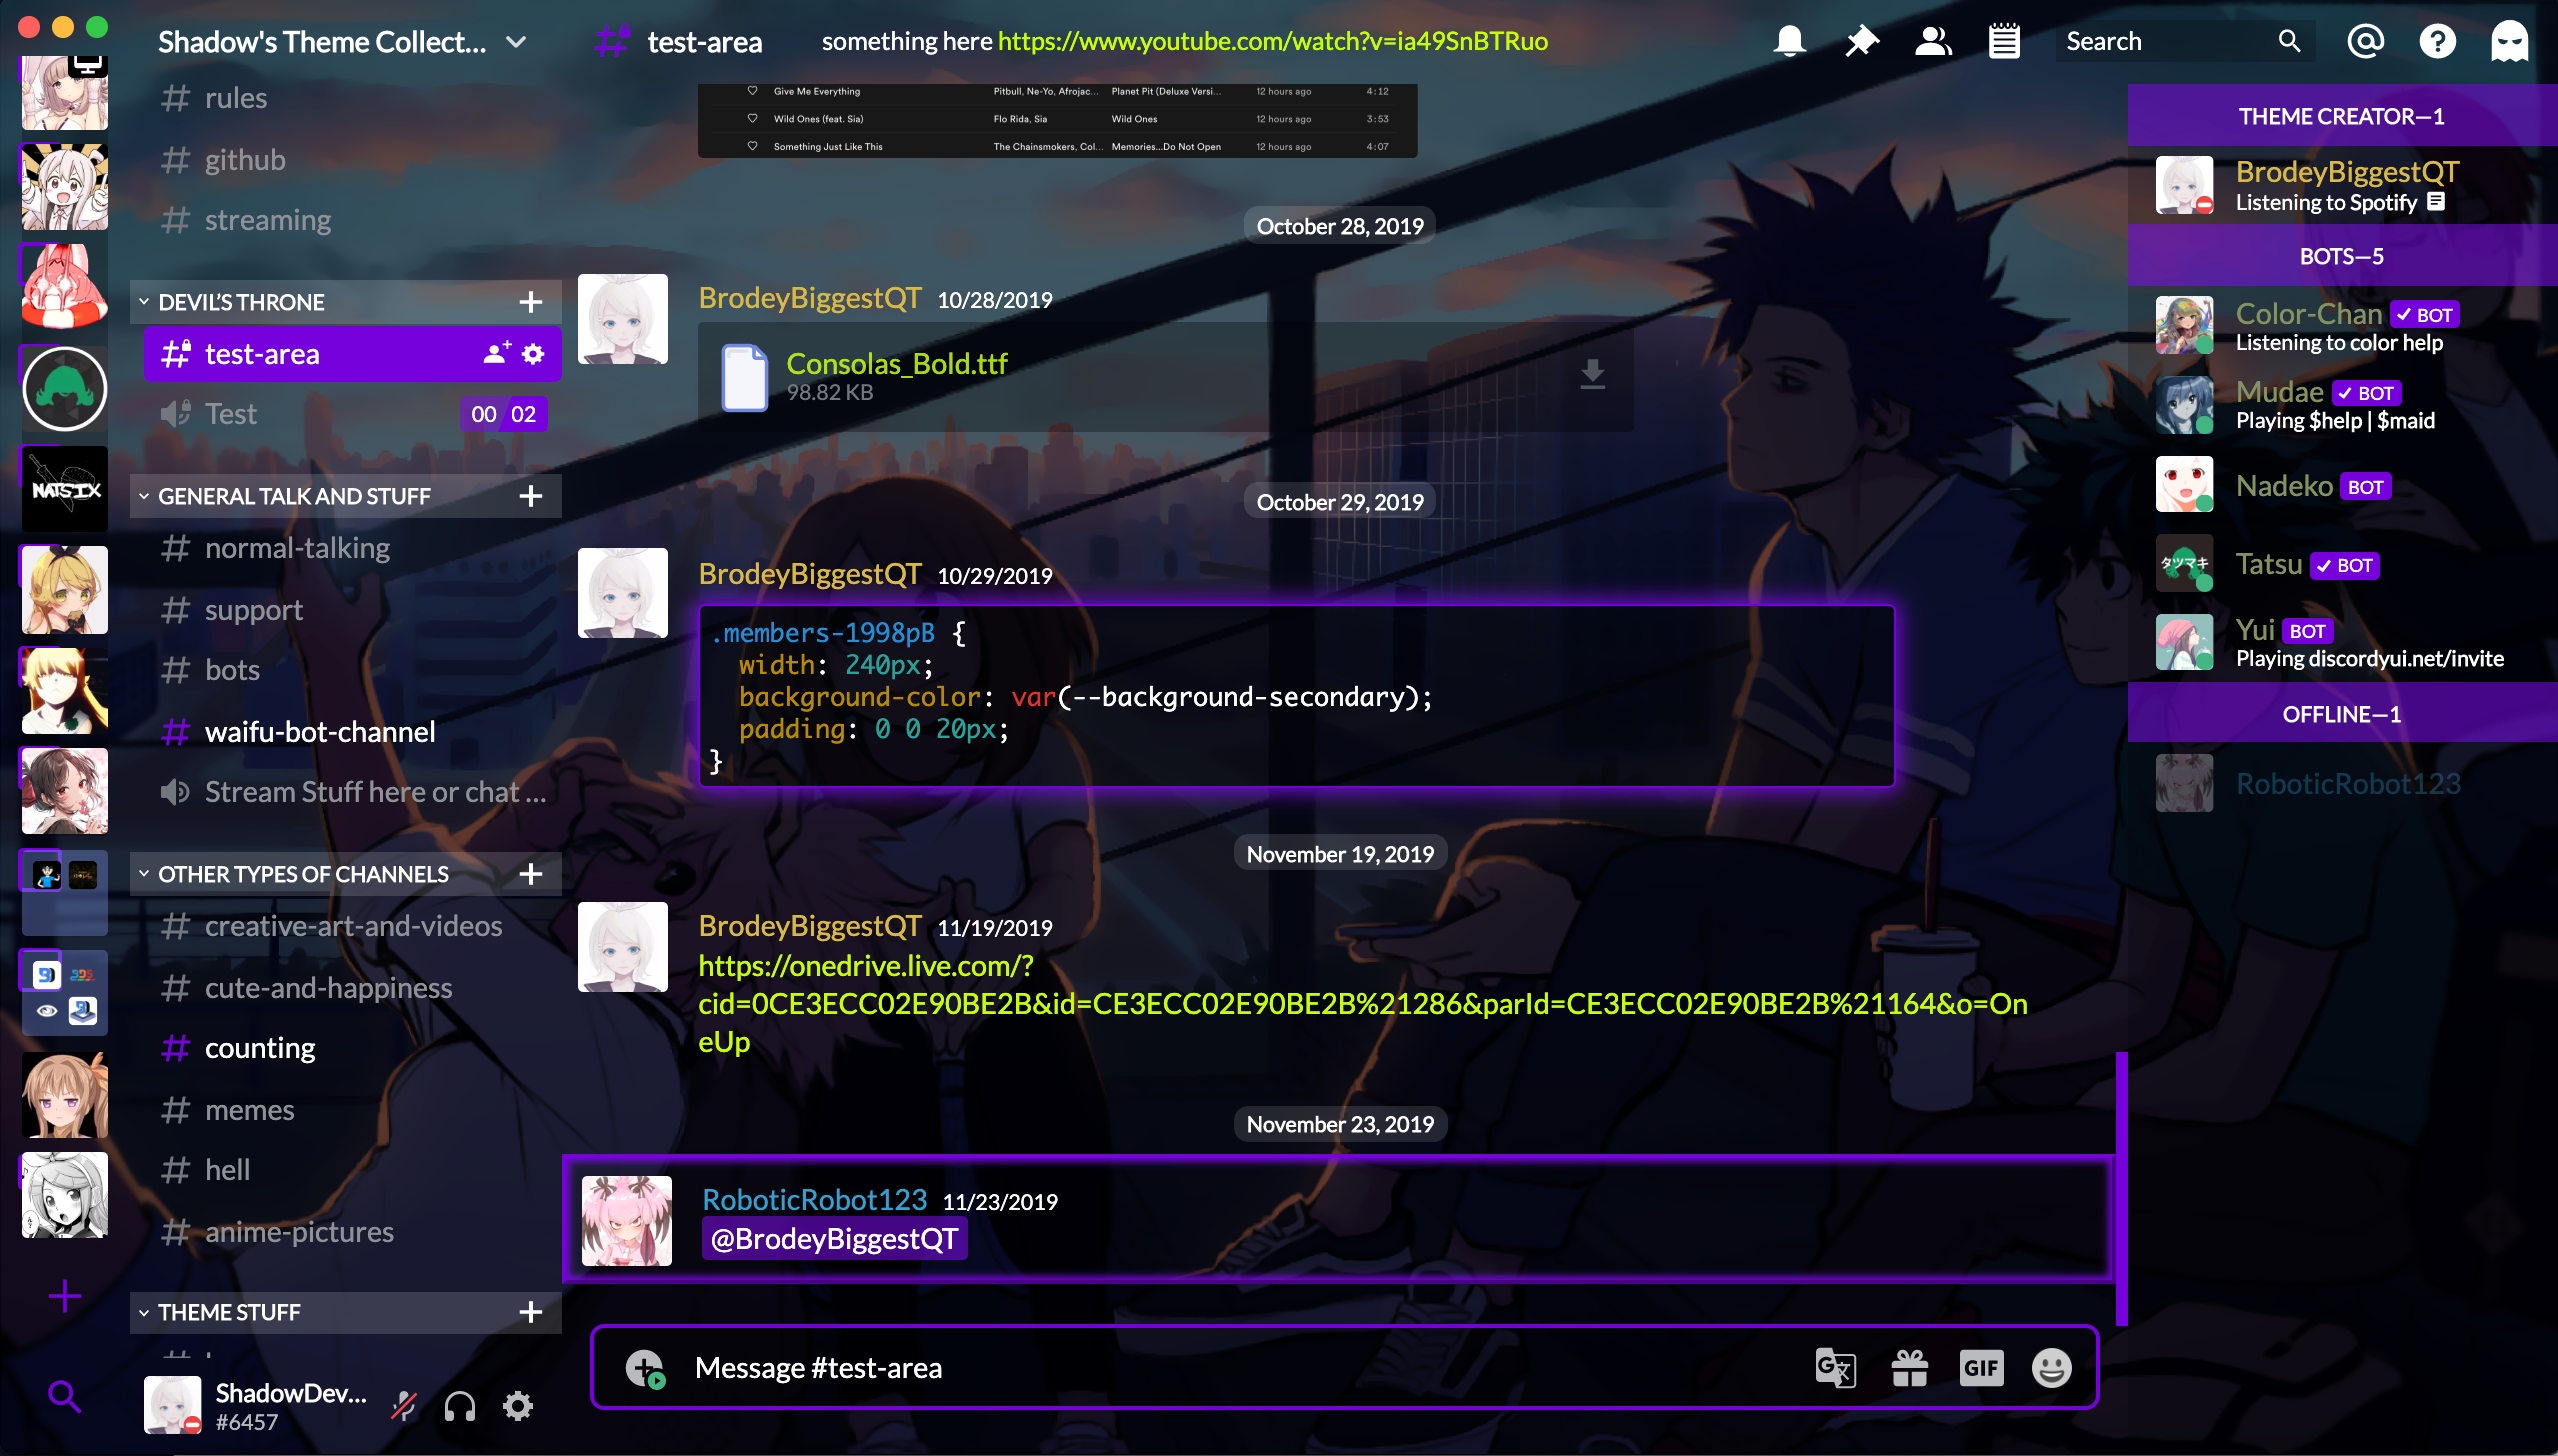 Shadow's Theme Collect...
rules
github
streaming
DEVIL'S THRONE
test-area
Test
00 02
GENERAL TALK AND STUFF
normal-talking
support
bots
waifu-bot-channel
Stream Stuff here or chat ...
OTHER TYPES OF CHANNELS
creative-art-and-videos
cute-and-happiness
counting
memes
hell
anime-pictures
THEME STUFF
NATSIX
ShadowDev...
#6457
test-area
something here https://www.youtube.com/watch?v=ia49SnBTRuo
Search
Give Me Everything Pitbull, Ne-Yo, Afrojac... Planet Pit (Deluxe Versi... 12 hours ago 4:12
Wild Ones (feat. Sia) Flo Rida, Sia Wild Ones 12 hours ago 3:53
Something Just Like This The Chainsmokers, Col... Memories...Do Not Open 12 hours ago 4:07
October 28, 2019
BrodeyBiggestQT 10/28/2019
Consolas_Bold.ttf
98.82 KB
October 29, 2019
BrodeyBiggestQT 10/29/2019
.members-1998pB {
width: 240px;
background-color: var(--background-secondary);
padding: 0 0 20px;
}
November 19, 2019
BrodeyBiggestQT 11/19/2019
https://onedrive.live.com/?
cid=0CE3ECC02E90BE2B&id=CE3ECC02E90BE2B%21286&parId=CE3ECC02E90BE2B%21164&o=On
eUp
November 23, 2019
RoboticRobot123 11/23/2019
@BrodeyBiggestQT
Message #test-area
GIF
THEME CREATOR—1
BrodeyBiggestQT
Listening to Spotify
BOTS—5
Color-Chan BOT
Listening to color help
Mudae BOT
Playing $help | $maid
Nadeko BOT
タツマキ
Tatsu BOT
Yui BOT
Playing discordyui.net/invite
OFFLINE—1
RoboticRobot123